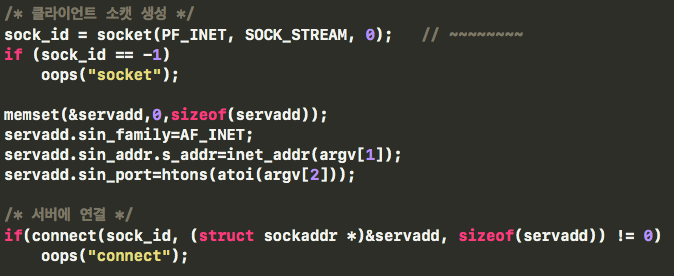 /* 클라이언트 소캣 생성 */
sock_id = socket(PF_INET, SOCK_STREAM, 0);   // ~~~~~~~~
if (sock_id == -1)
    oops("socket");

memset(&servadd,0,sizeof(servadd));
servadd.sin_family=AF_INET;
servadd.sin_addr.s_addr=inet_addr(argv[1]);
servadd.sin_port=htons(atoi(argv[2]));

/* 서버에 연결 */
if(connect(sock_id, (struct sockaddr *)&servadd, sizeof(servadd)) != 0)
    oops("connect");